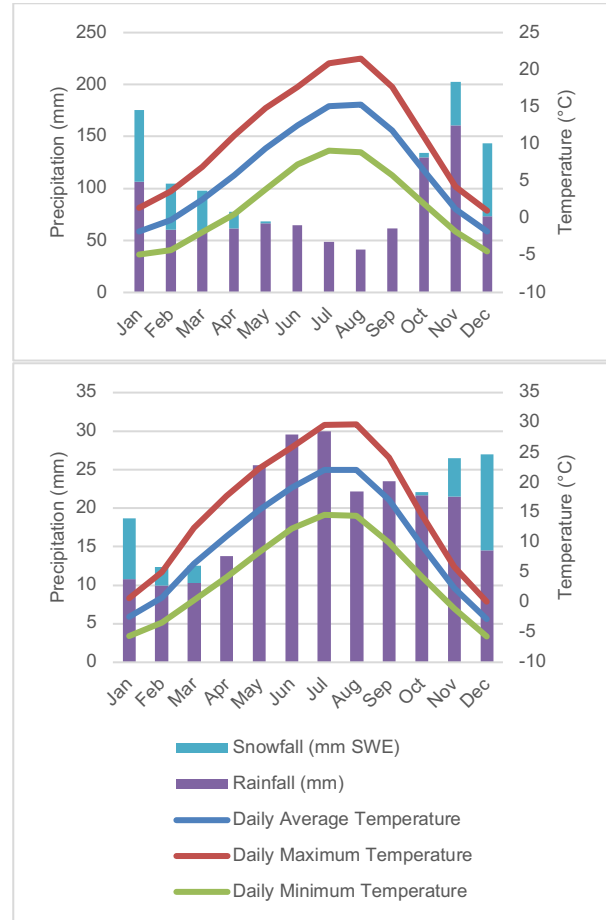 Precipitation (mm)
250
200
150
100
50
0
Jan
Feb
Mar
Apr
May
Jun
Jul
Aug
Sep
Oct
Nov
Dec
25
20
15
10
5
0
-5
-10
Temperature (°C)
Precipitation (mm)
35
30
25
20
15
10
5
0
Jan
Feb
Mar
Apr
May
Jun
Jul
Aug
Sep
Oct
Nov
Dec
35
30
25
20
15
10
5
0
-5
-10
Temperature (°C)
Snowfall (mm SWE)
Rainfall (mm)
Daily Average Temperature
Daily Maximum Temperature
Daily Minimum Temperature